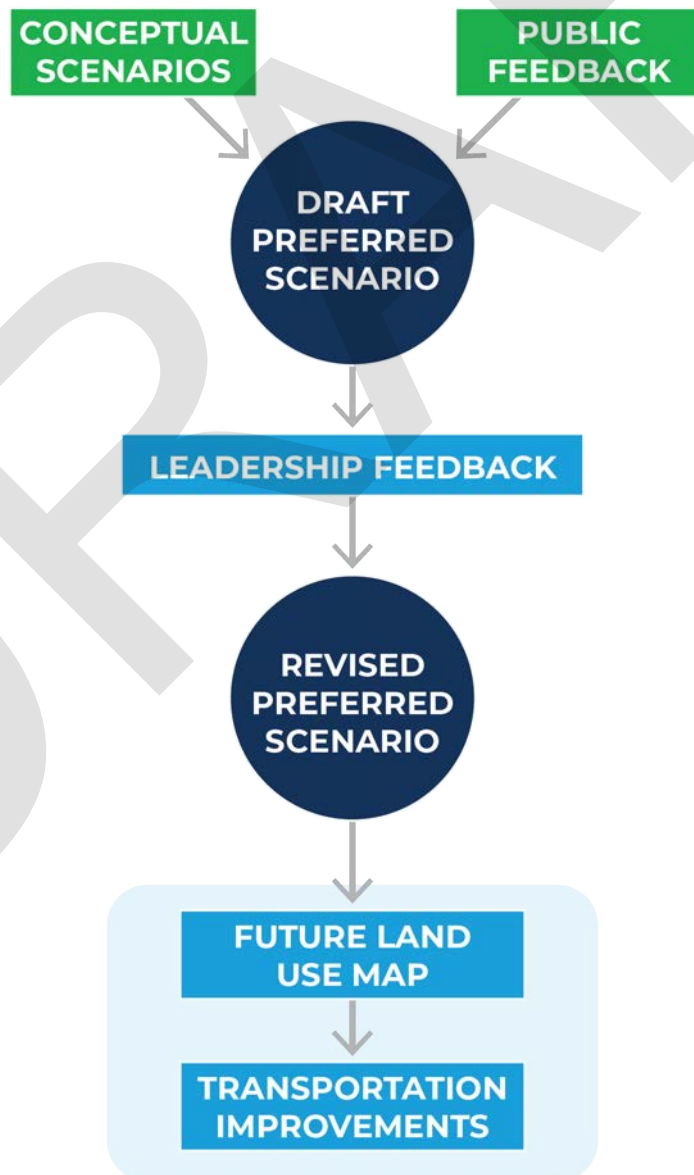 CONCEPTUAL
SCENARIOS
PUBLIC
FEEDBACK
DRAFT
PREFERRED
SCENARIO
LEADERSHIP FEEDBACK
REVISED
PREFERRED
SCENARIO
FUTURE LAND
USE MAP
TRANSPORTATION
IMPROVEMENTS